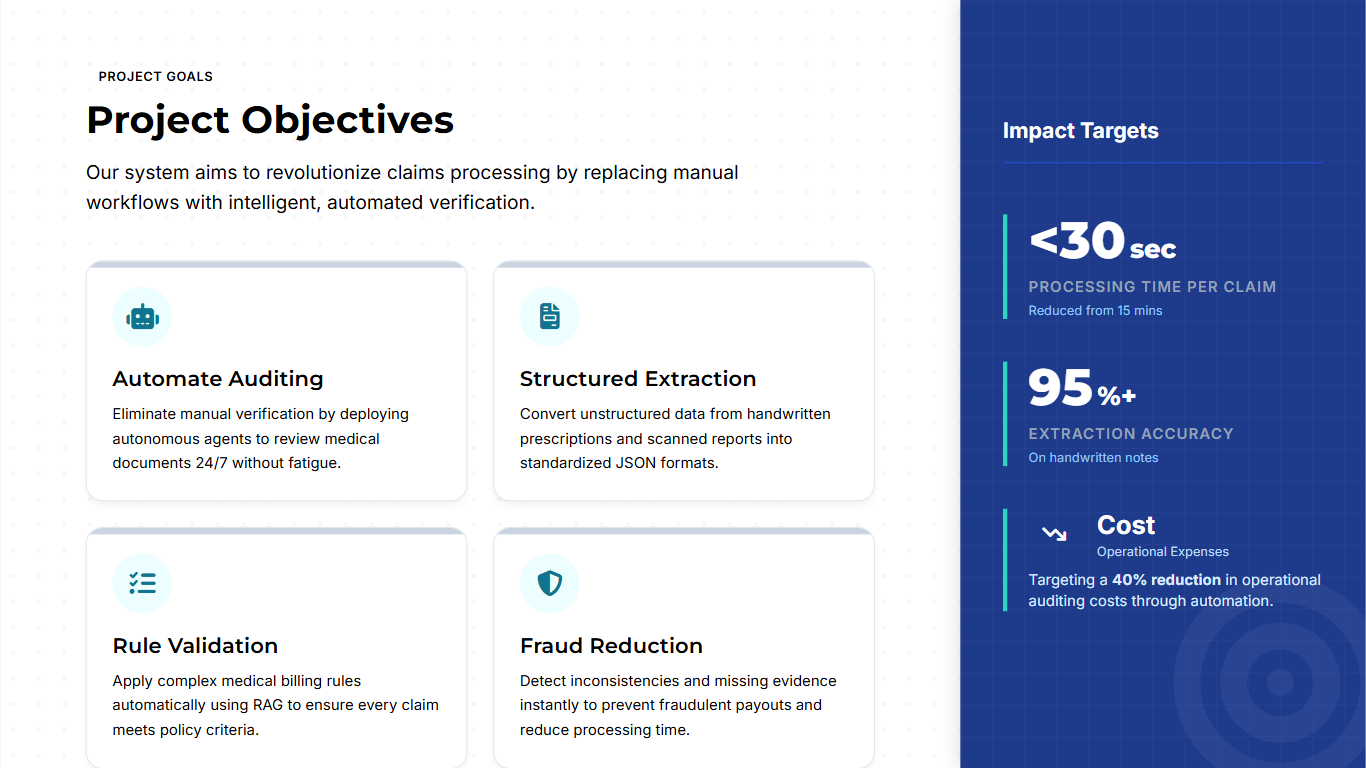 PROJECT GOALS
Project Objectives
Our system aims to revolutionize claims processing by replacing manual
workflows with intelligent, automated verification.
Automate Auditing
Eliminate manual verification by deploying
autonomous agents to review medical
documents 24/7 without fatigue.
Structured Extraction
Convert unstructured data from handwritten
prescriptions and scanned reports into
standardized JSON formats.
Rule Validation
Apply complex medical billing rules
automatically using RAG to ensure every claim
meets policy criteria.
Fraud Reduction
Detect inconsistencies and missing evidence
instantly to prevent fraudulent payouts and
reduce processing time.
Impact Targets
<30 sec
PROCESSING TIME PER CLAIM
Reduced from 15 mins
95 %+
EXTRACTION ACCURACY
On handwritten notes
Cost
Operational Expenses
Targeting a 40% reduction in operational
auditing costs through automation.